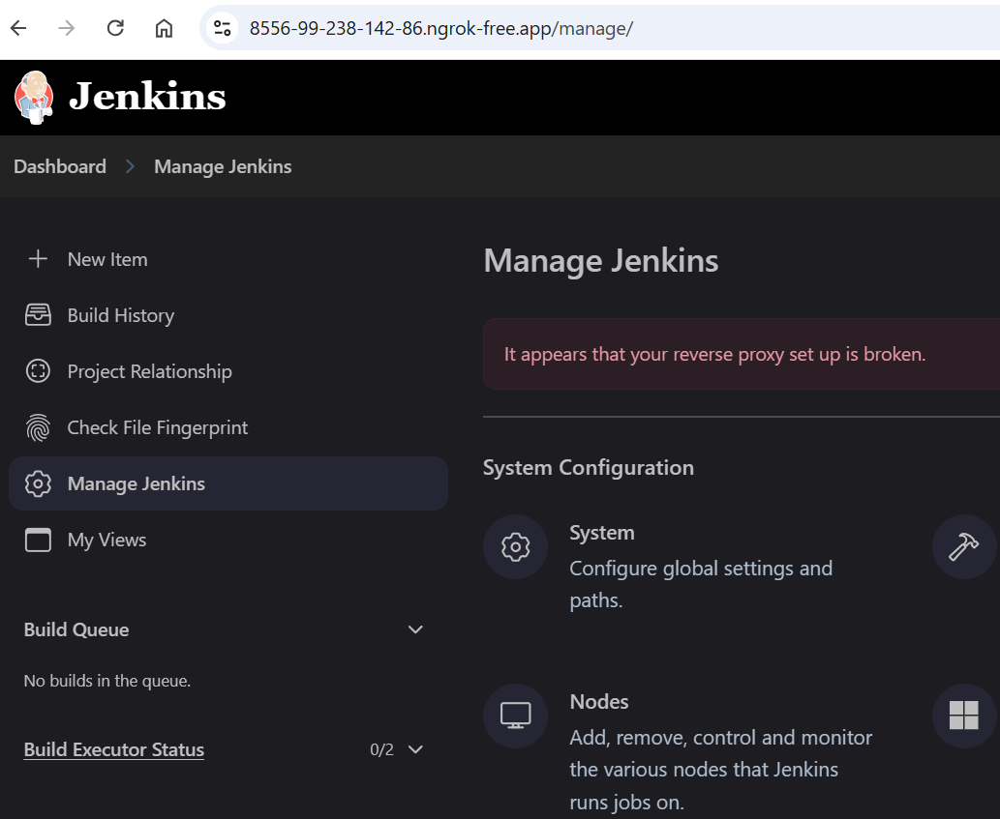 8556-99-238-142-86.ngrok-free.app/manage/
Jenkins
Dashboard > Manage Jenkins
New Item
Build History
Project Relationship
Check File Fingerprint
Manage Jenkins
My Views
Build Queue
No builds in the queue.
Build Executor Status 0/2
Manage Jenkins
It appears that your reverse proxy set up is broken.
System Configuration
System
Configure global settings and
paths.
Nodes
Add, remove, control and monitor
the various nodes that Jenkins
runs jobs on.